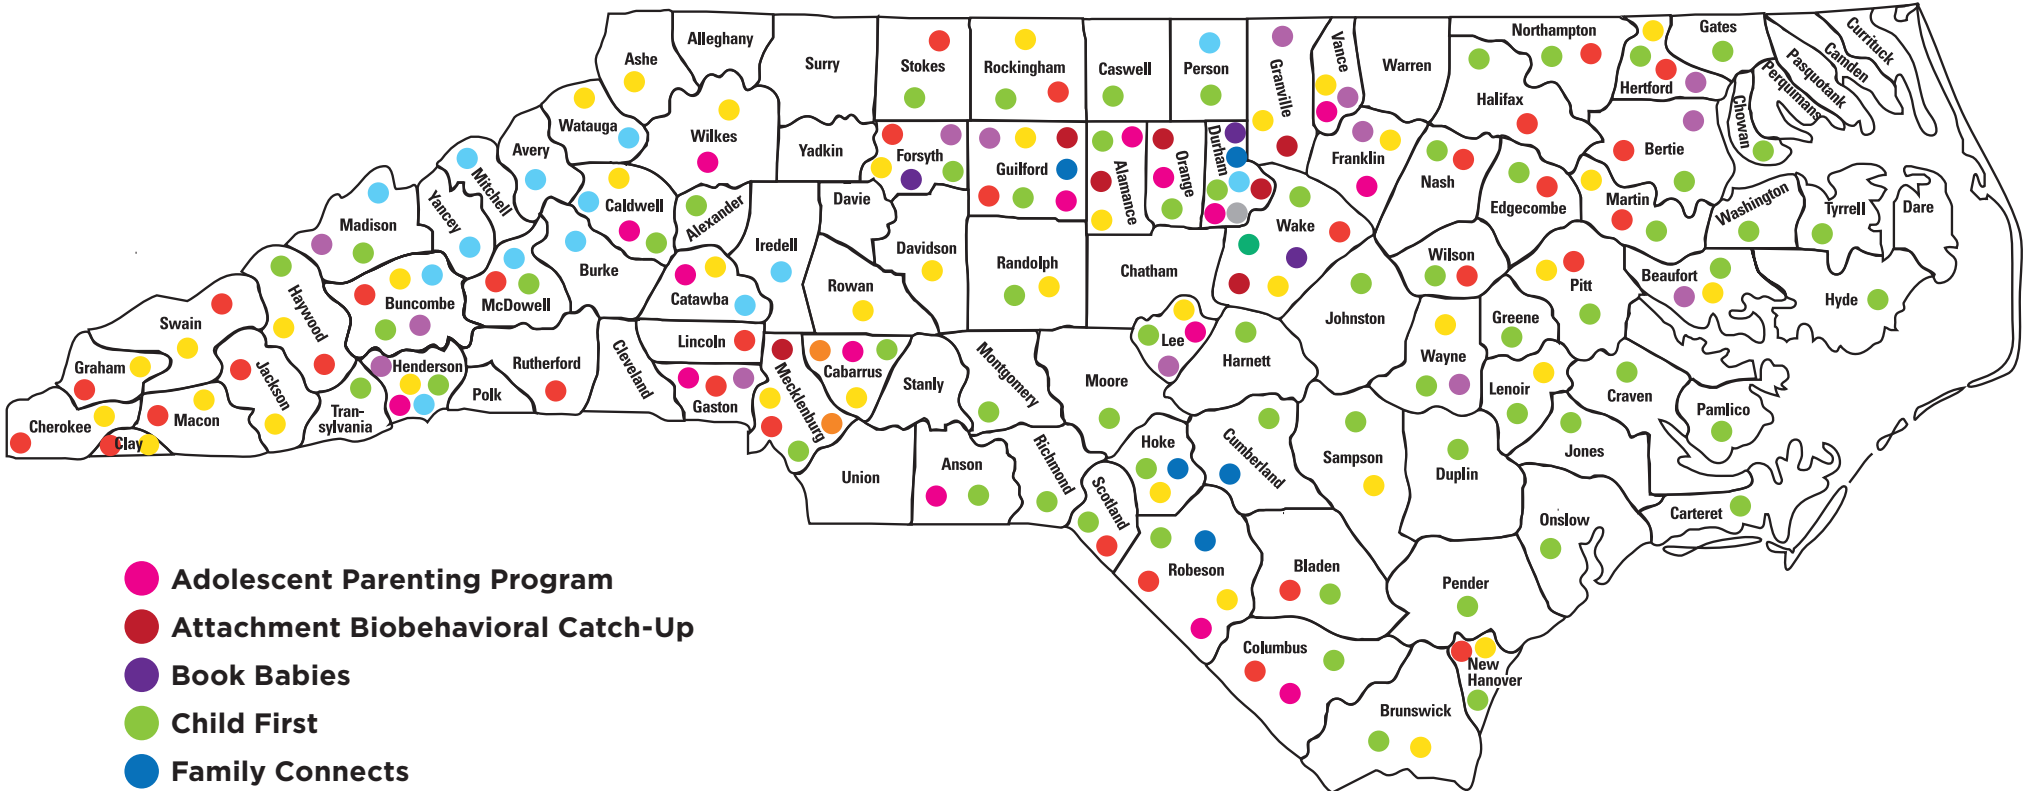 Ashe
Alleghany
Surry
Stokes
Rockingham
Caswell
Person
Granville
Vance
Warren
Northampton
Gates
Currituck
Camden
Pasquotank
Perquimans
Chowan
Hertford
Halifax
Watauga
Wilkes
Yadkin
Forsyth
Guilford
Alamance
Orange
Durham
Franklin
Nash
Edgecombe
Bertie
Martin
Washington
Tyrrell
Dare
Avery
Mitchell
Yancey
Madison
Caldwell
Alexander
Davie
Iredell
Davidson
Randolph
Chatham
Wake
Wilson
Pitt
Beaufort
Hyde
Burke
McDowell
Buncombe
Haywood
Swain
Graham
Cherokee
Clay
Macon
Jackson
Tran-
sylvania
Henderson
Polk
Rutherford
Cleveland
Lincoln
Catawba
Rowan
Gaston
Mecklenburg
Cabarrus
Stanly
Montgomery
Moore
Lee
Harnett
Johnston
Wayne
Greene
Lenoir
Craven
Pamlico
Jones
Carteret
Onslow
Duplin
Sampson
Cumberland
Hoke
Scotland
Richmond
Anson
Union
Robeson
Bladen
Pender
Columbus
New
Hanover
Brunswick
Adolescent Parenting Program
Attachment Biobehavioral Catch-Up
Book Babies
Child First
Family Connects